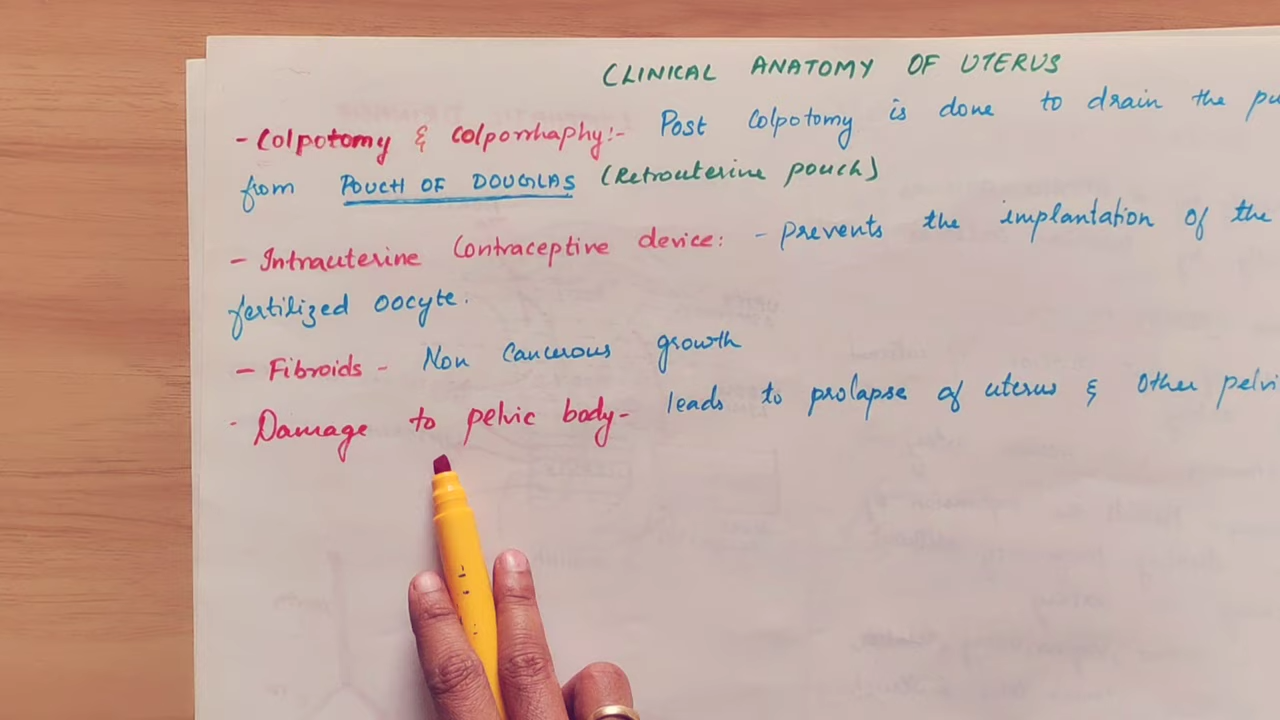 CLINICAL ANATOMY OF UTERUS
- Colpotomy & Colporrhaphy:- Post Colpotomy is done to drain the pu
from POUCH OF DOUGLAS (Retrouterine pouch)
- Intrauterine Contraceptive device: - prevents the implantation of the
fertilized oocyte.
- Fibroids - Non Cancerous growth
- Damage to pelvic body- leads to prolapse of uterus & Other pelvi